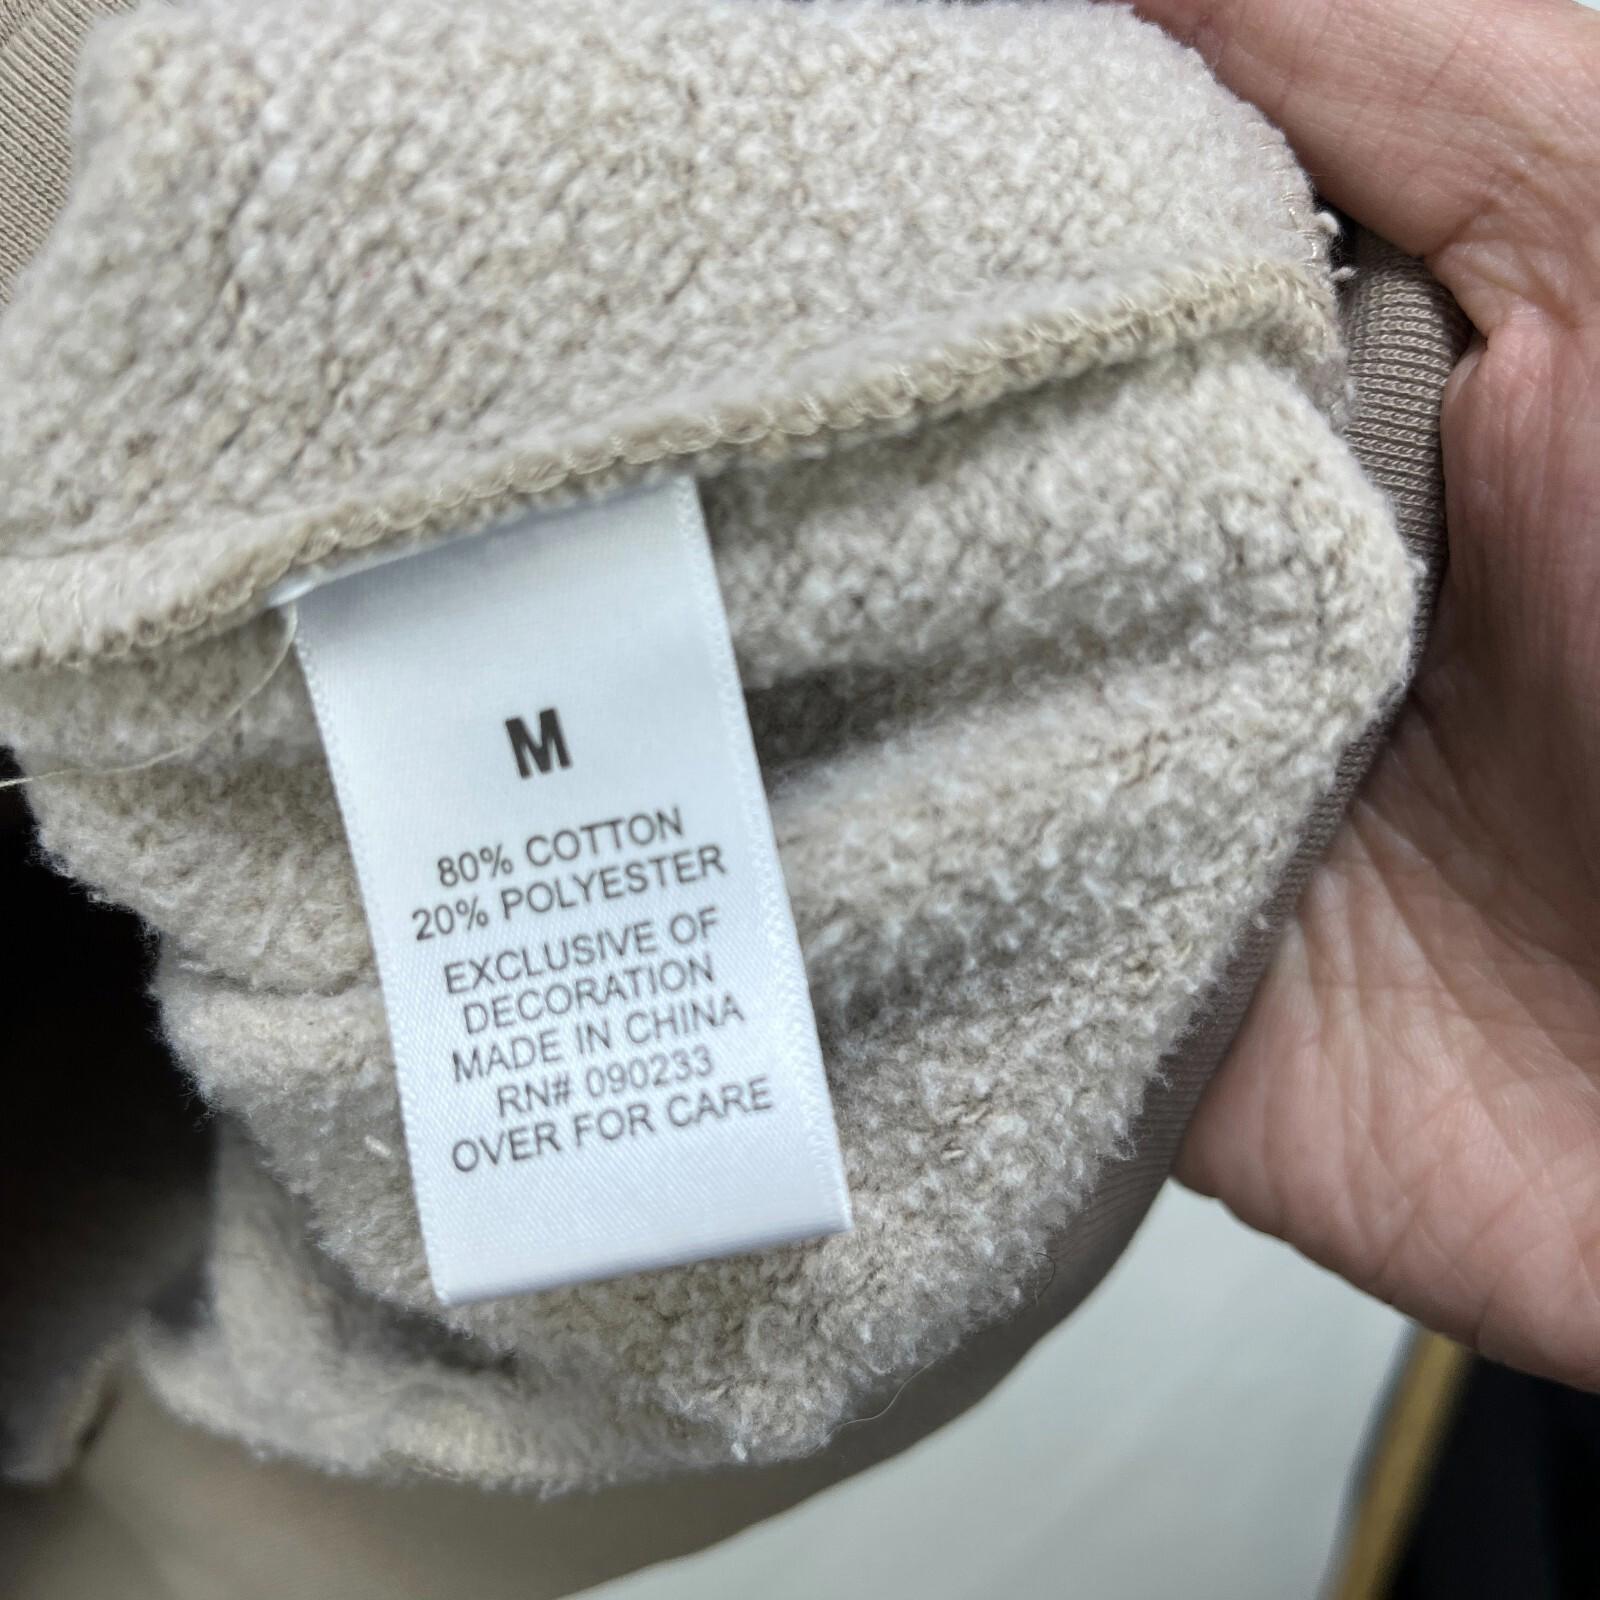 M
80% COTTON
20% POLYESTER
EXCLUSIVE OF
DECORATION
MADE IN CHINA
RN# 090233
OVER FOR CARE